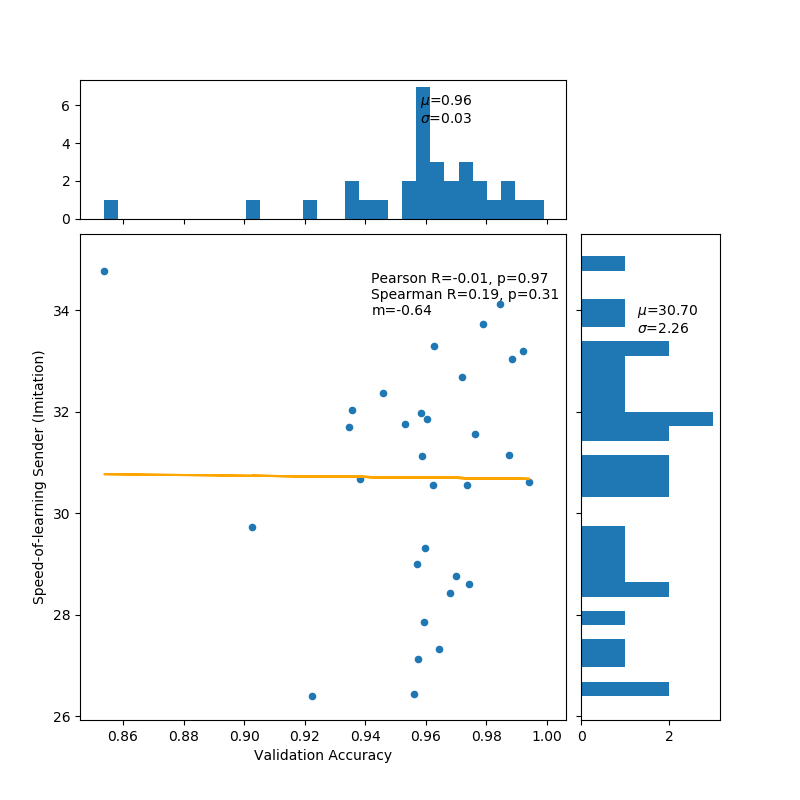 6
4
2
0
μ=0.96
σ=0.03
Pearson R=-0.01, p=0.97
Spearman R=0.19, p=0.31
m=-0.64
34
32
30
28
26
Speed-of-learning Sender (Imitation)
0.86 0.88 0.90 0.92 0.94 0.96 0.98 1.00
Validation Accuracy
μ=30.70
σ=2.26
0 2